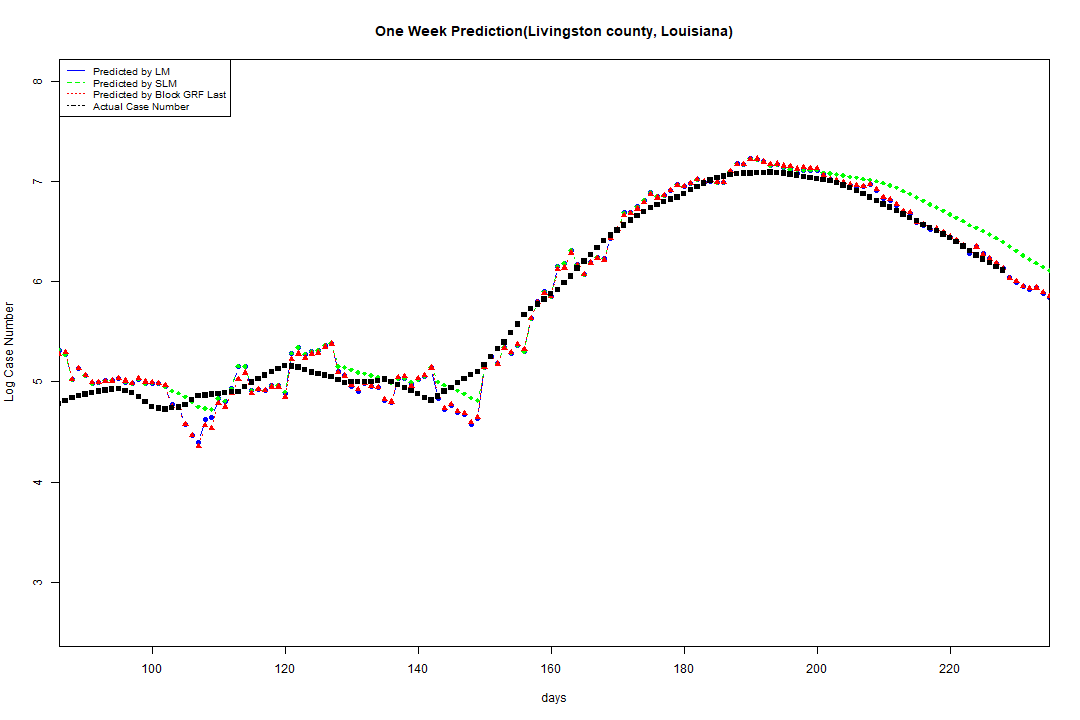 One Week Prediction(Livingston county, Louisiana)
Predicted by LM
Predicted by SLM
Predicted by Block GRF Last
Actual Case Number
8
7
6
5
4
3
Log Case Number
100 120 140 160 180 200 220
days